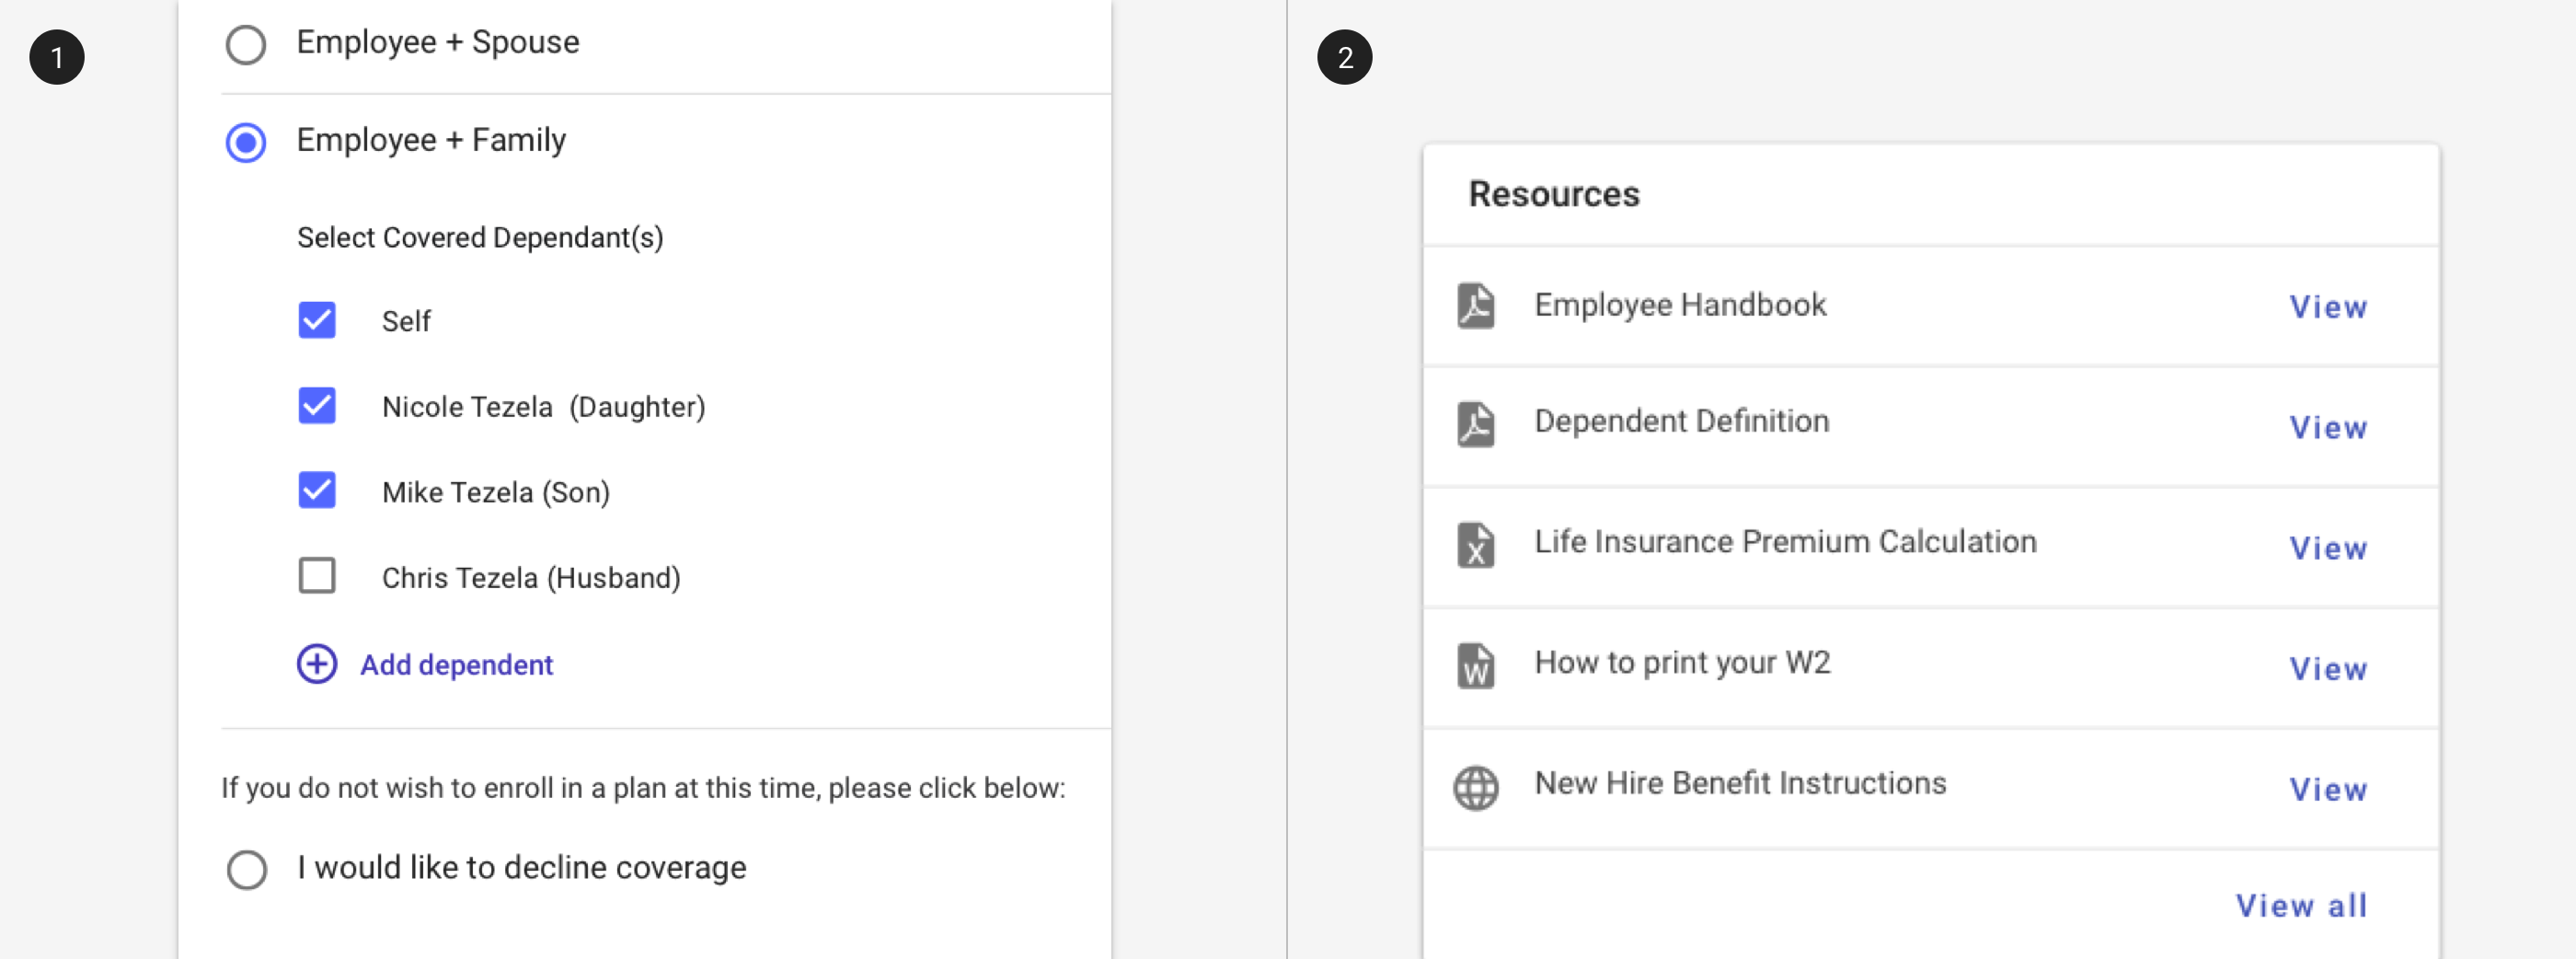 1
Employee + Spouse
Employee + Family
Select Covered Dependant(s)
Self
Nicole Tezela (Daughter)
Mike Tezela (Son)
Chris Tezela (Husband)
Add dependent
If you do not wish to enroll in a plan at this time, please click below:
I would like to decline coverage
2
Resources
Employee Handbook View
Dependent Definition View
X Life Insurance Premium Calculation View
W How to print your W2 View
New Hire Benefit Instructions View
View all